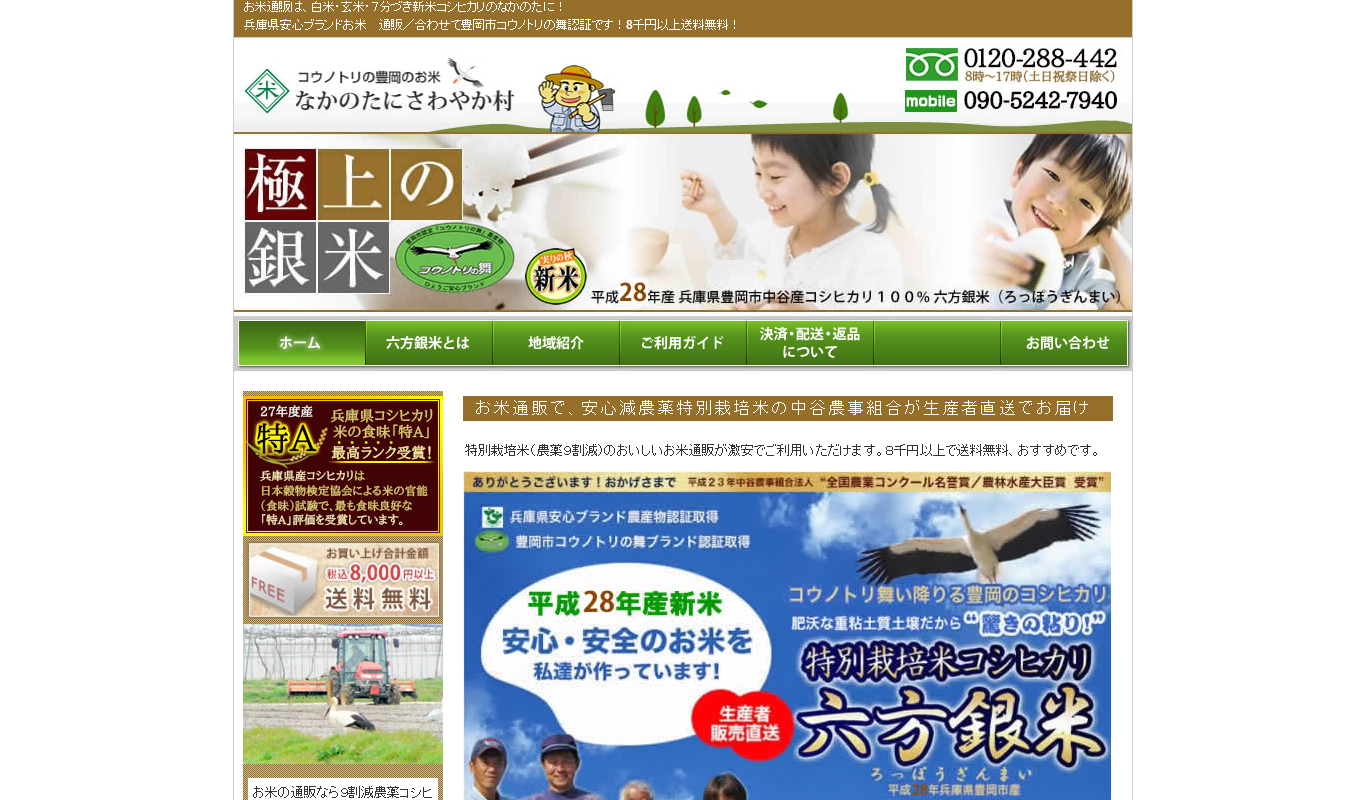 お米通販は、白米・玄米・7分づき新米コシヒカリのなかのたに！
兵庫県安心ブランドお米　通販／合わせて豊岡市コウノトリの舞認証です！8千円以上送料無料！
米
コウノトリの豊岡のお米
なかのたにさわやか村
0120-288-442
8時～17時（土日祝祭日除く）
mobile 090-5242-7940
極上の
銀米
豊岡市認定「コウノトリの舞」農産物
コウノトリの舞
ひょうご安心ブランド
実りの秋
新米
平成28年産 兵庫県豊岡市中谷産コシヒカリ１００％ 六方銀米（ろっぽうぎんまい）
ホーム
六方銀米とは
地域紹介
ご利用ガイド
決済・配送・返品
について
お問い合わせ
27年度産
特A
兵庫県コシヒカリ
米の食味「特A」
最高ランク受賞！
兵庫県産コシヒカリは
日本穀物検定協会による米の官能
（食味）試験で、最も食味良好な
「特A」評価を受賞しています。
FREE
お買い上げ合計金額
税込8,000円以上
送料無料
お米の通販なら9割減農薬コシヒ
お米通販で、安心減農薬特別栽培米の中谷農事組合が生産者直送でお届け
特別栽培米（農薬9割減）のおいしいお米通販が激安でご利用いただけます。8千円以上で送料無料、おすすめです。
ありがとうございます！おかげさまで　平成２３年中谷農事組合法人 “全国農業コンクール名誉賞／農林水産大臣賞 受賞”
兵庫県安心ブランド農産物認証取得
豊岡市コウノトリの舞ブランド認証取得
平成28年産新米
安心・安全のお米を
私達が作っています！
生産者
販売直送
コウノトリ舞い降りる豊岡のコシヒカリ
肥沃な重粘土質土壌だから“驚きの粘り！”
特別栽培米コシヒカリ
六方銀米
ろっぽうぎんまい
平成28年兵庫県豊岡市産